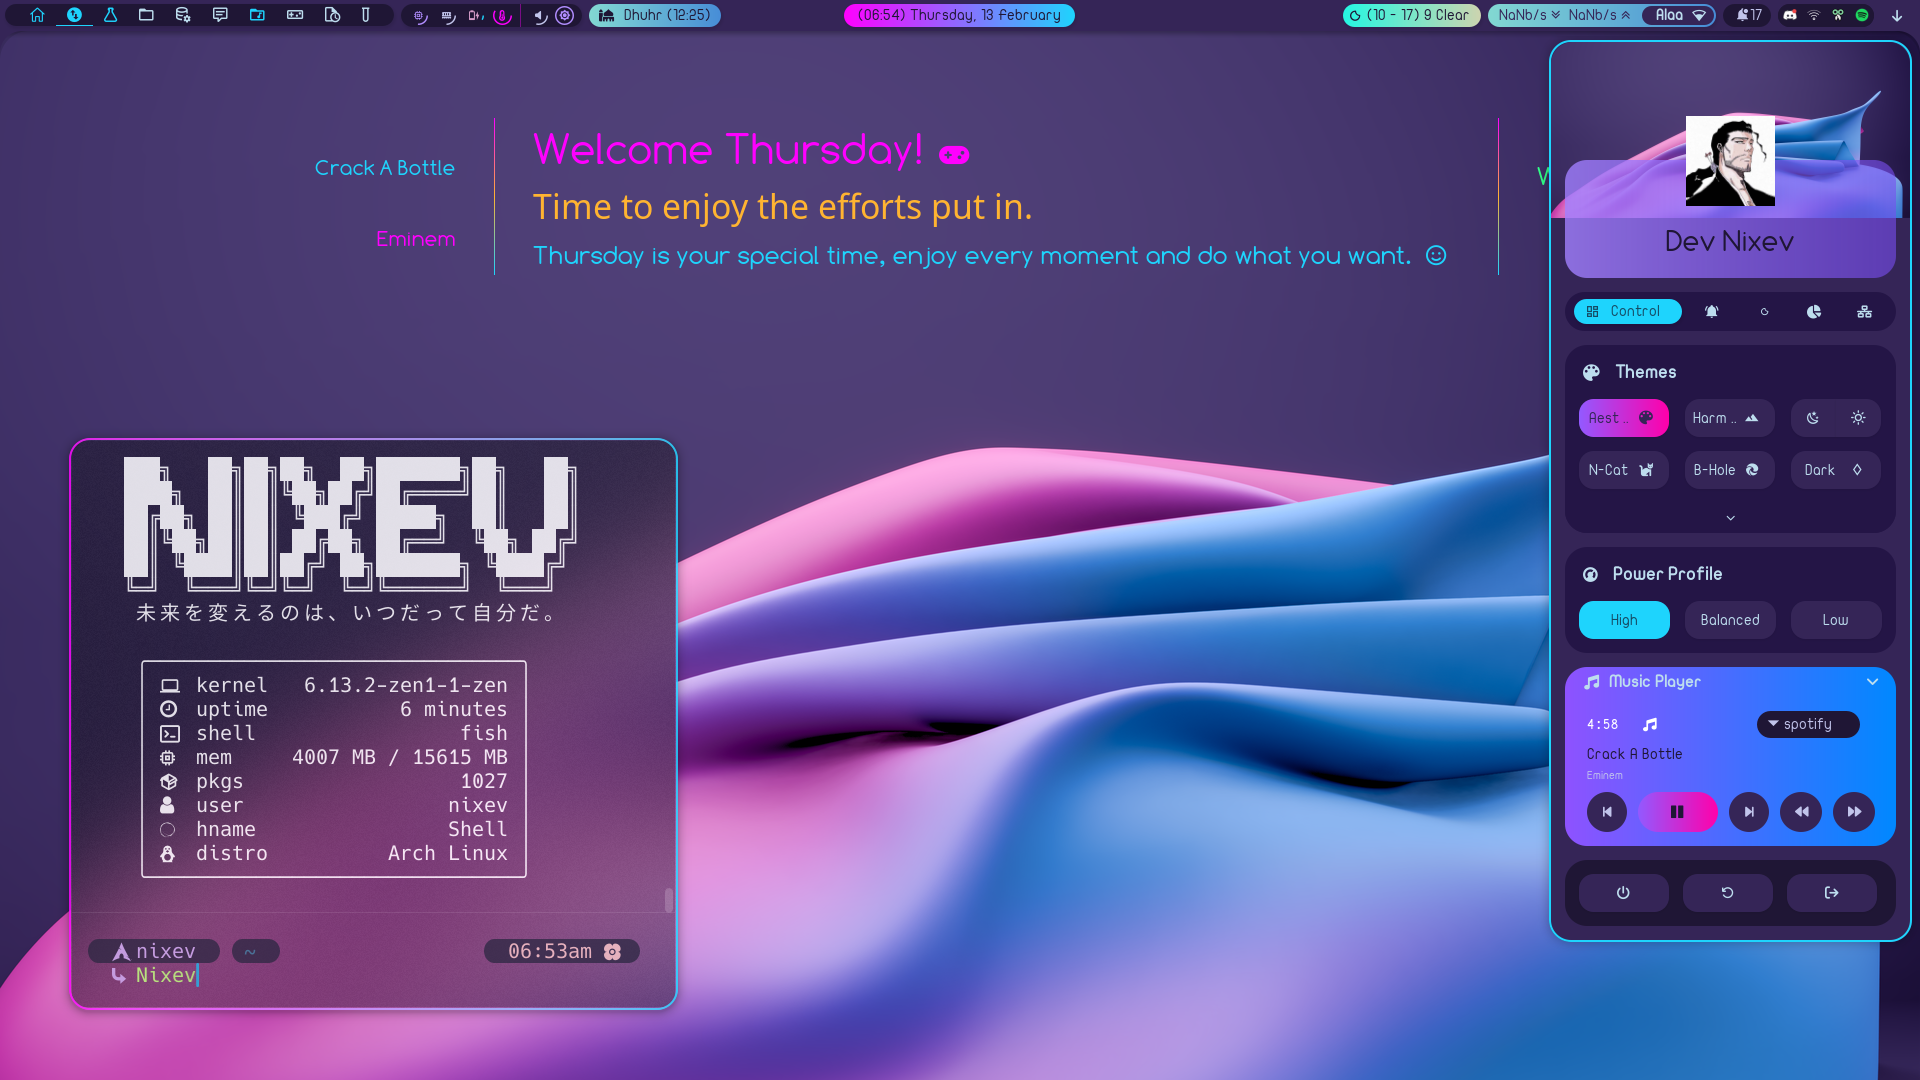 Dhuhr (12:25)
(06:54) Thursday, 13 February
(10 - 17) 9 Clear
NaNb/s NaNb/s Alaa
17
Crack A Bottle
Eminem
Welcome Thursday!
Time to enjoy the efforts put in.
Thursday is your special time, enjoy every moment and do what you want.
NIXEV
未来を変えるのは、いつだって自分だ。
kernel 6.13.2-zen1-1-zen
uptime 6 minutes
shell fish
mem 4007 MB / 15615 MB
pkgs 1027
user nixev
hname Shell
distro Arch Linux
nixev ~ 06:53am
Nixev
Dev Nixev
Control
Themes
Aest ..
Harm ..
N-Cat
B-Hole
Dark
Power Profile
High
Balanced
Low
Music Player
4:58
spotify
Crack A Bottle
Eminem